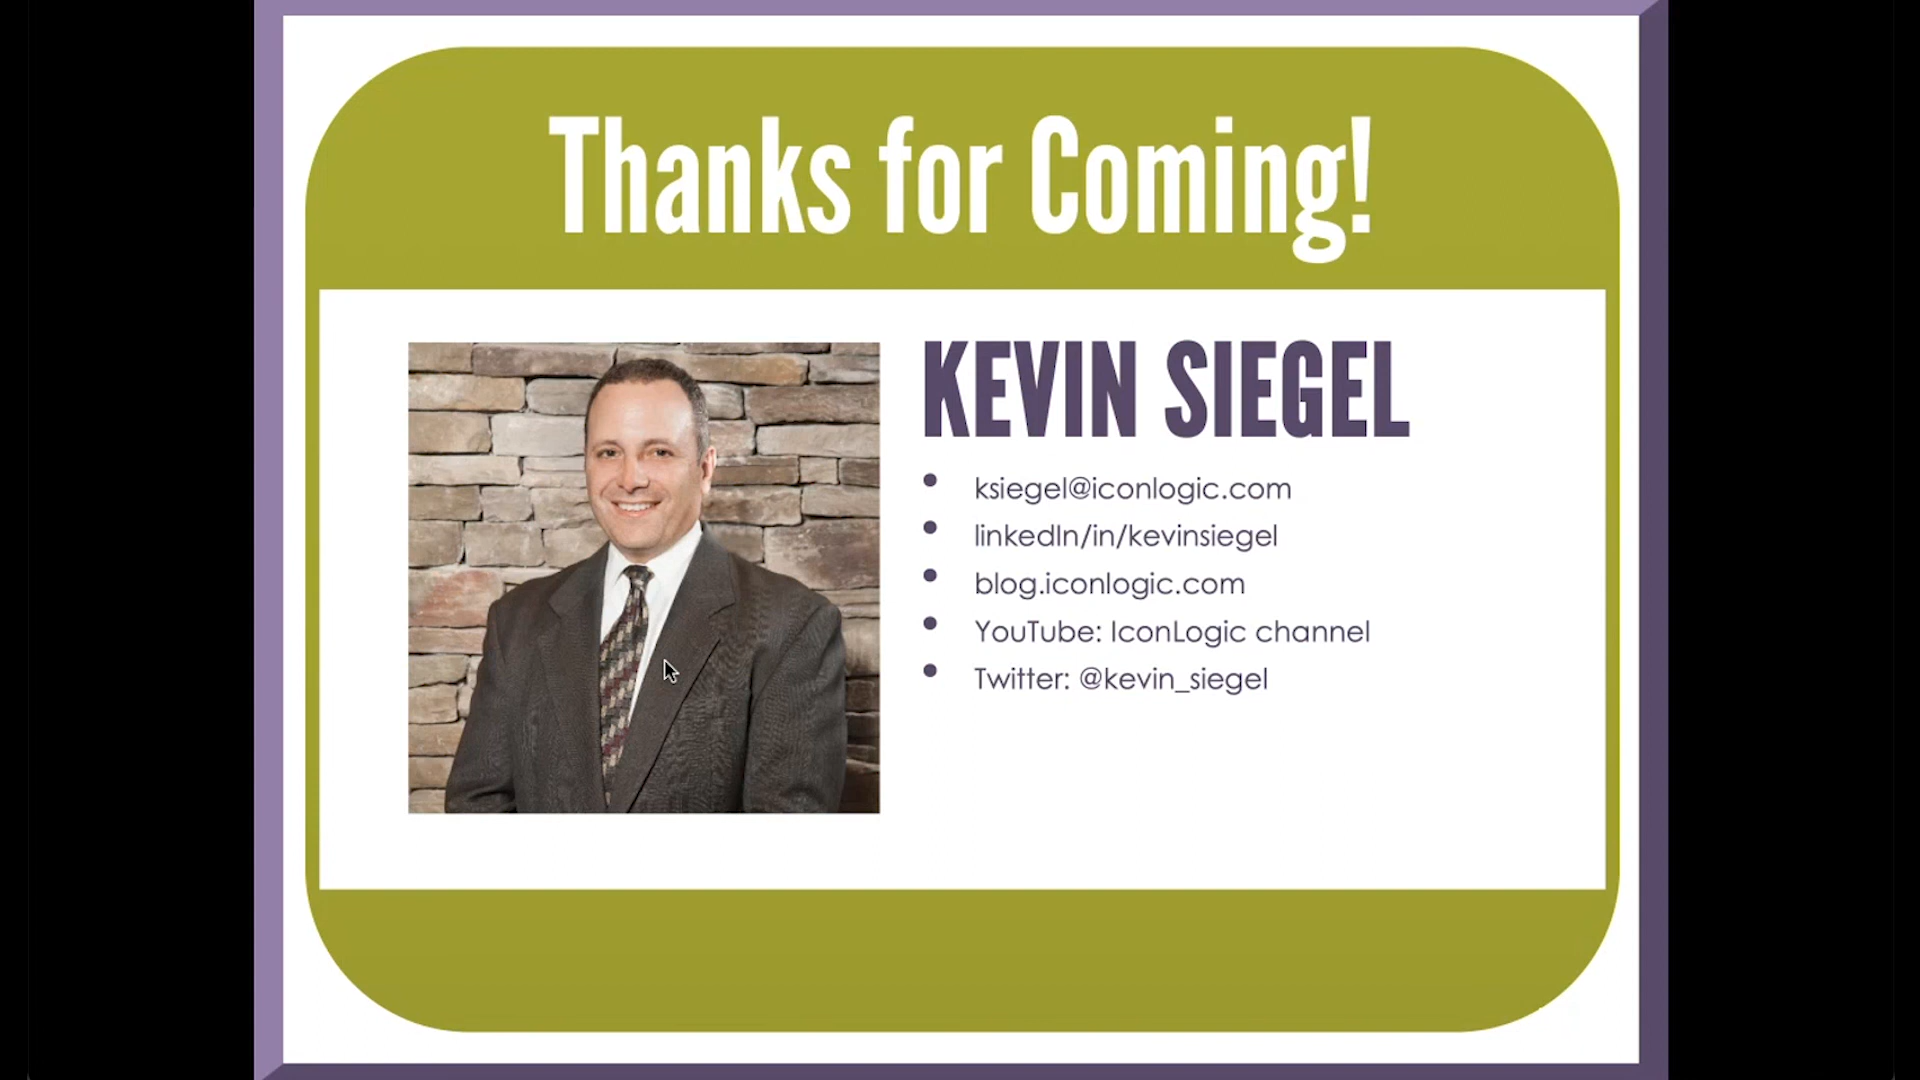 Thanks for Coming!
KEVIN SIEGEL
• ksiegel@iconlogic.com
• linkedIn/in/kevinsiegel
• blog.iconlogic.com
• YouTube: IconLogic channel
• Twitter: @kevin_siegel